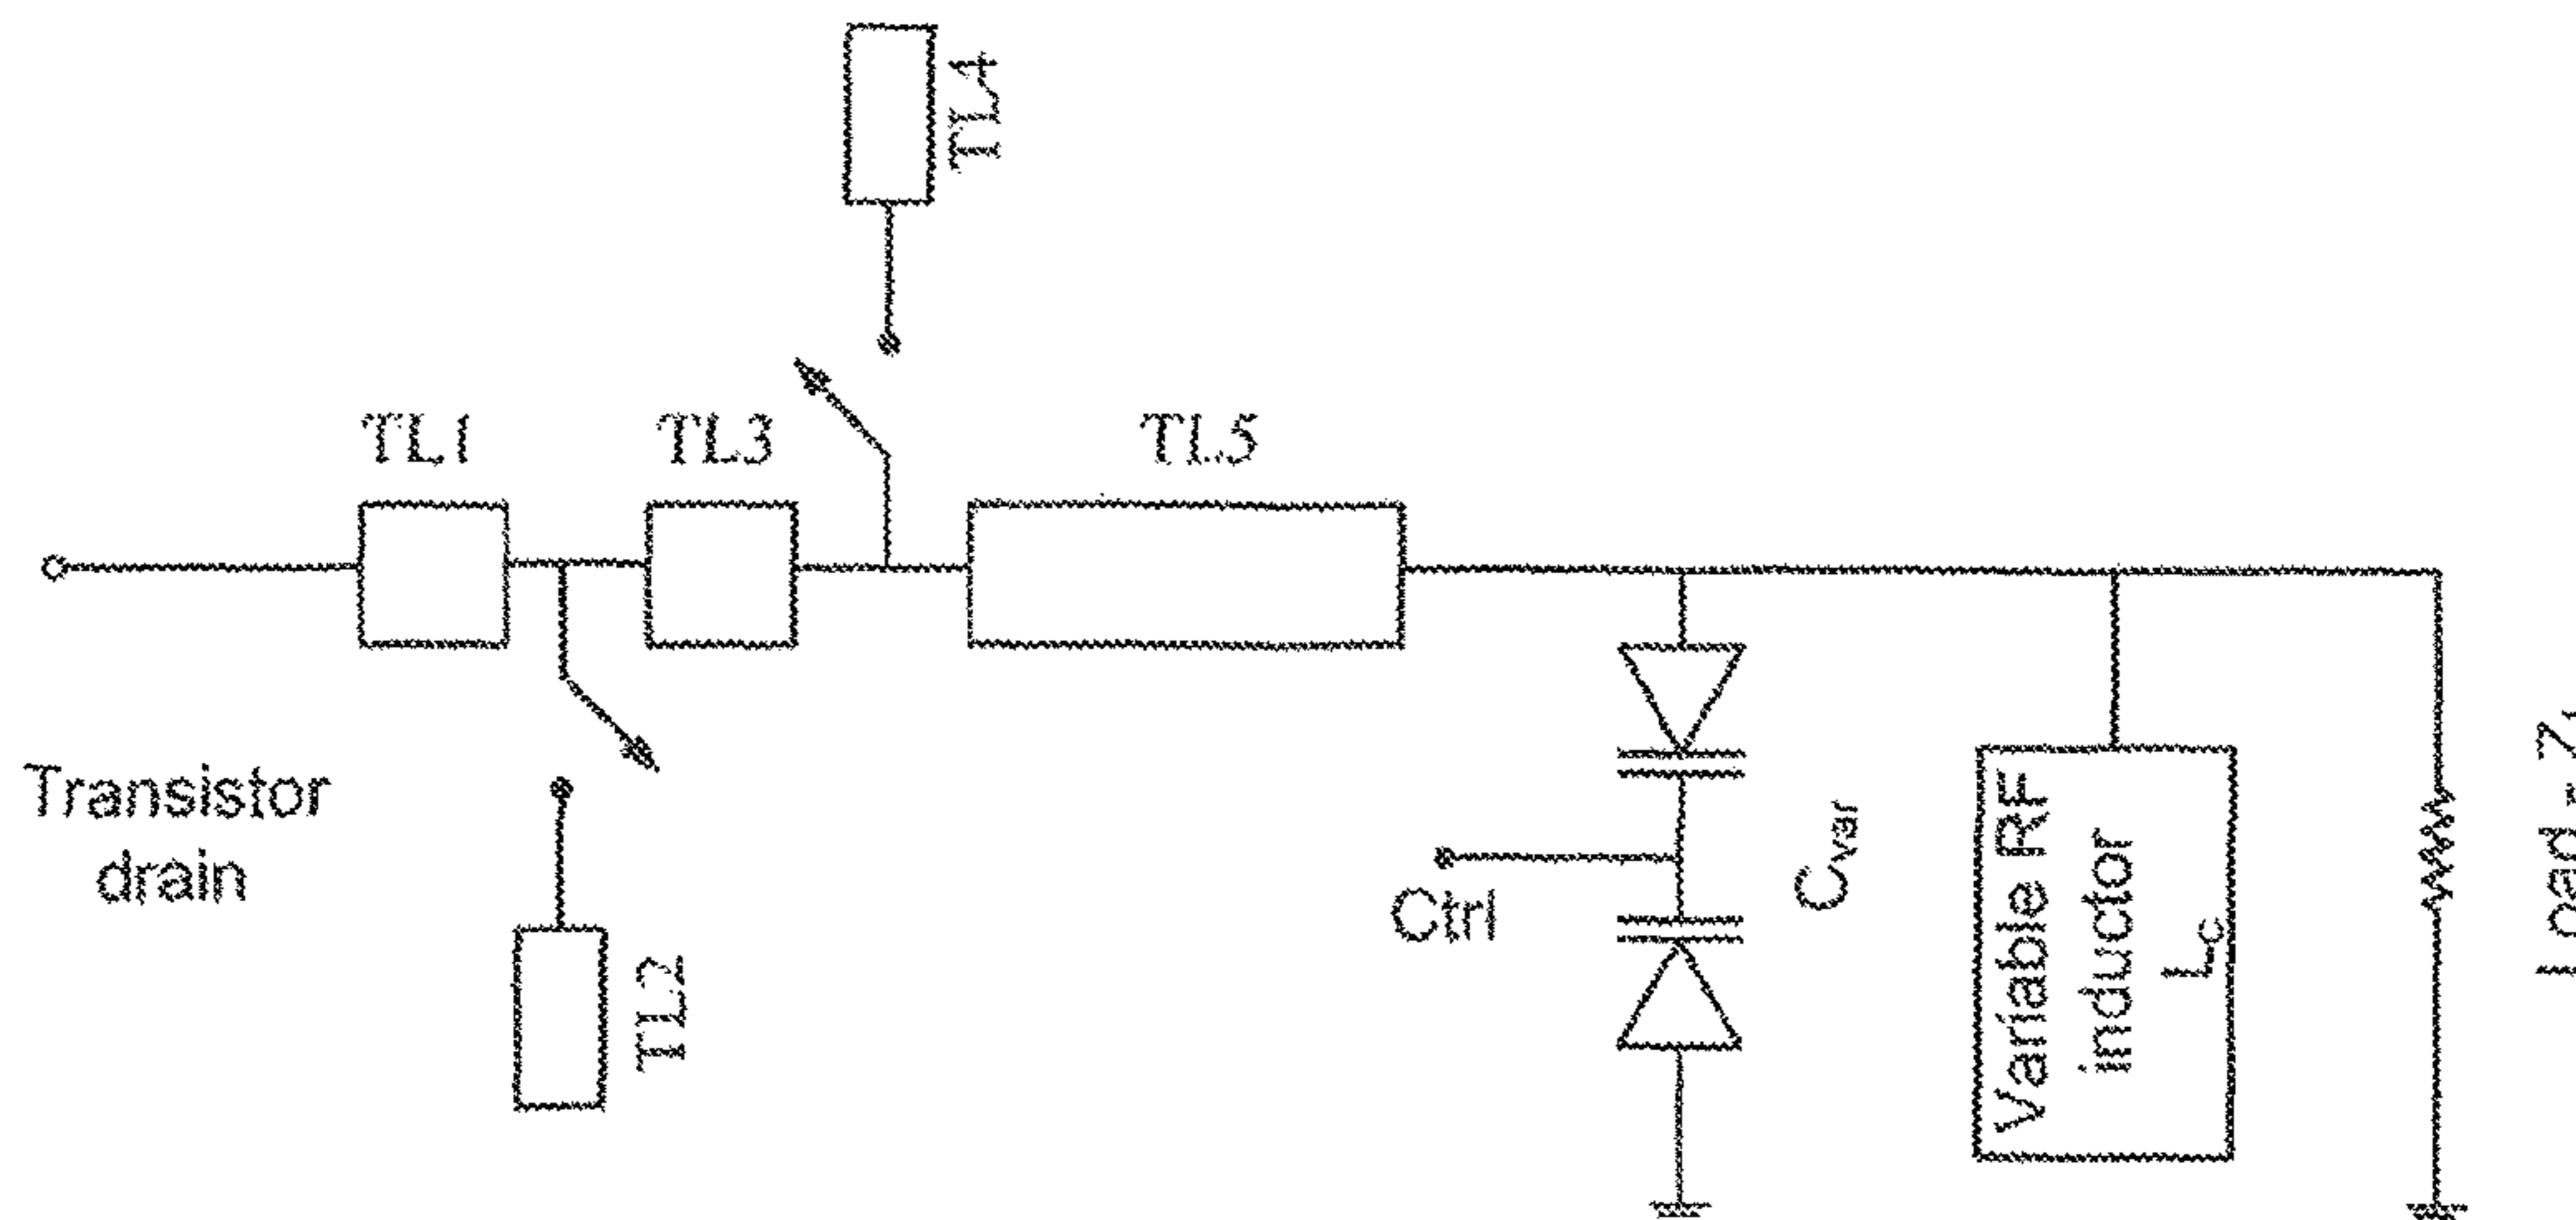 TL4
TL1
TL3
TL5
Transistor
drain
TL2
Ctrl
Cvar
Variable RF
inductor
Lc